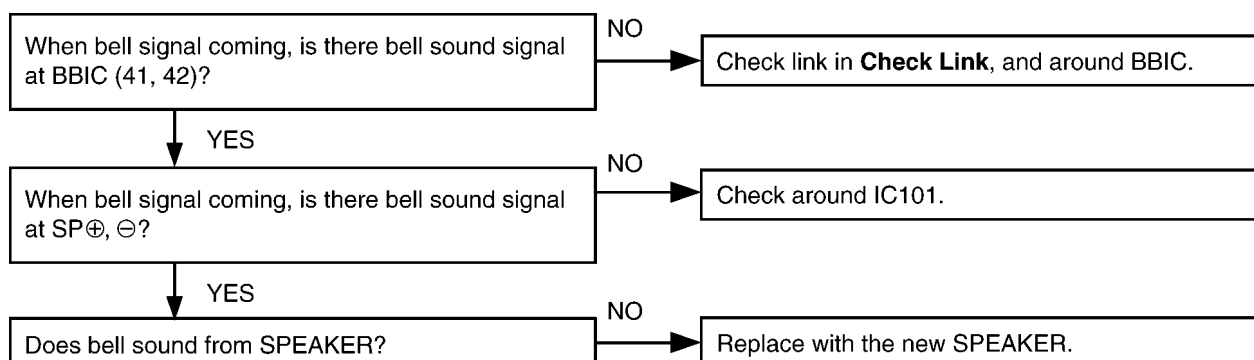 When bell signal coming, is there bell sound signal
at BBIC (41, 42)?
NO
Check link in Check Link, and around BBIC.
YES
When bell signal coming, is there bell sound signal
at SP⊕, ⊖?
NO
Check around IC101.
YES
Does bell sound from SPEAKER?
NO
Replace with the new SPEAKER.